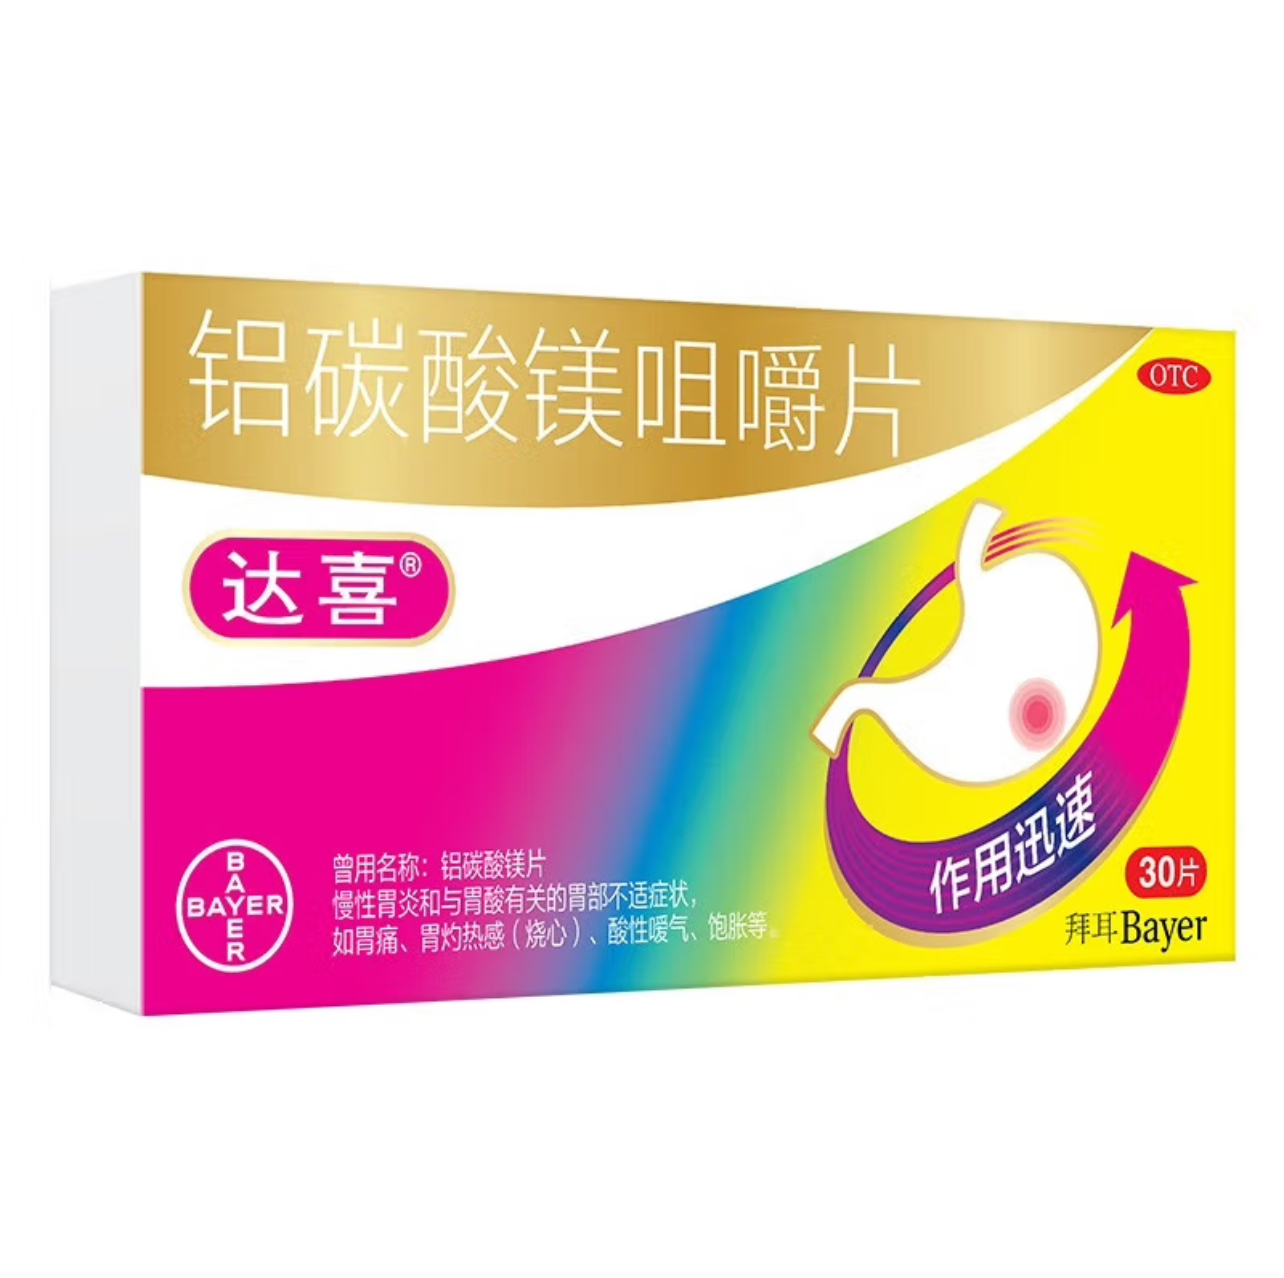 铝碳酸镁咀嚼片
OTC
达喜®
作用迅速
30片
拜耳Bayer
BAYER
BAYER
曾用名称：铝碳酸镁片
慢性胃炎和与胃酸有关的胃部不适症状，
如胃痛、胃灼热感（烧心）、酸性嗳气、饱胀等。